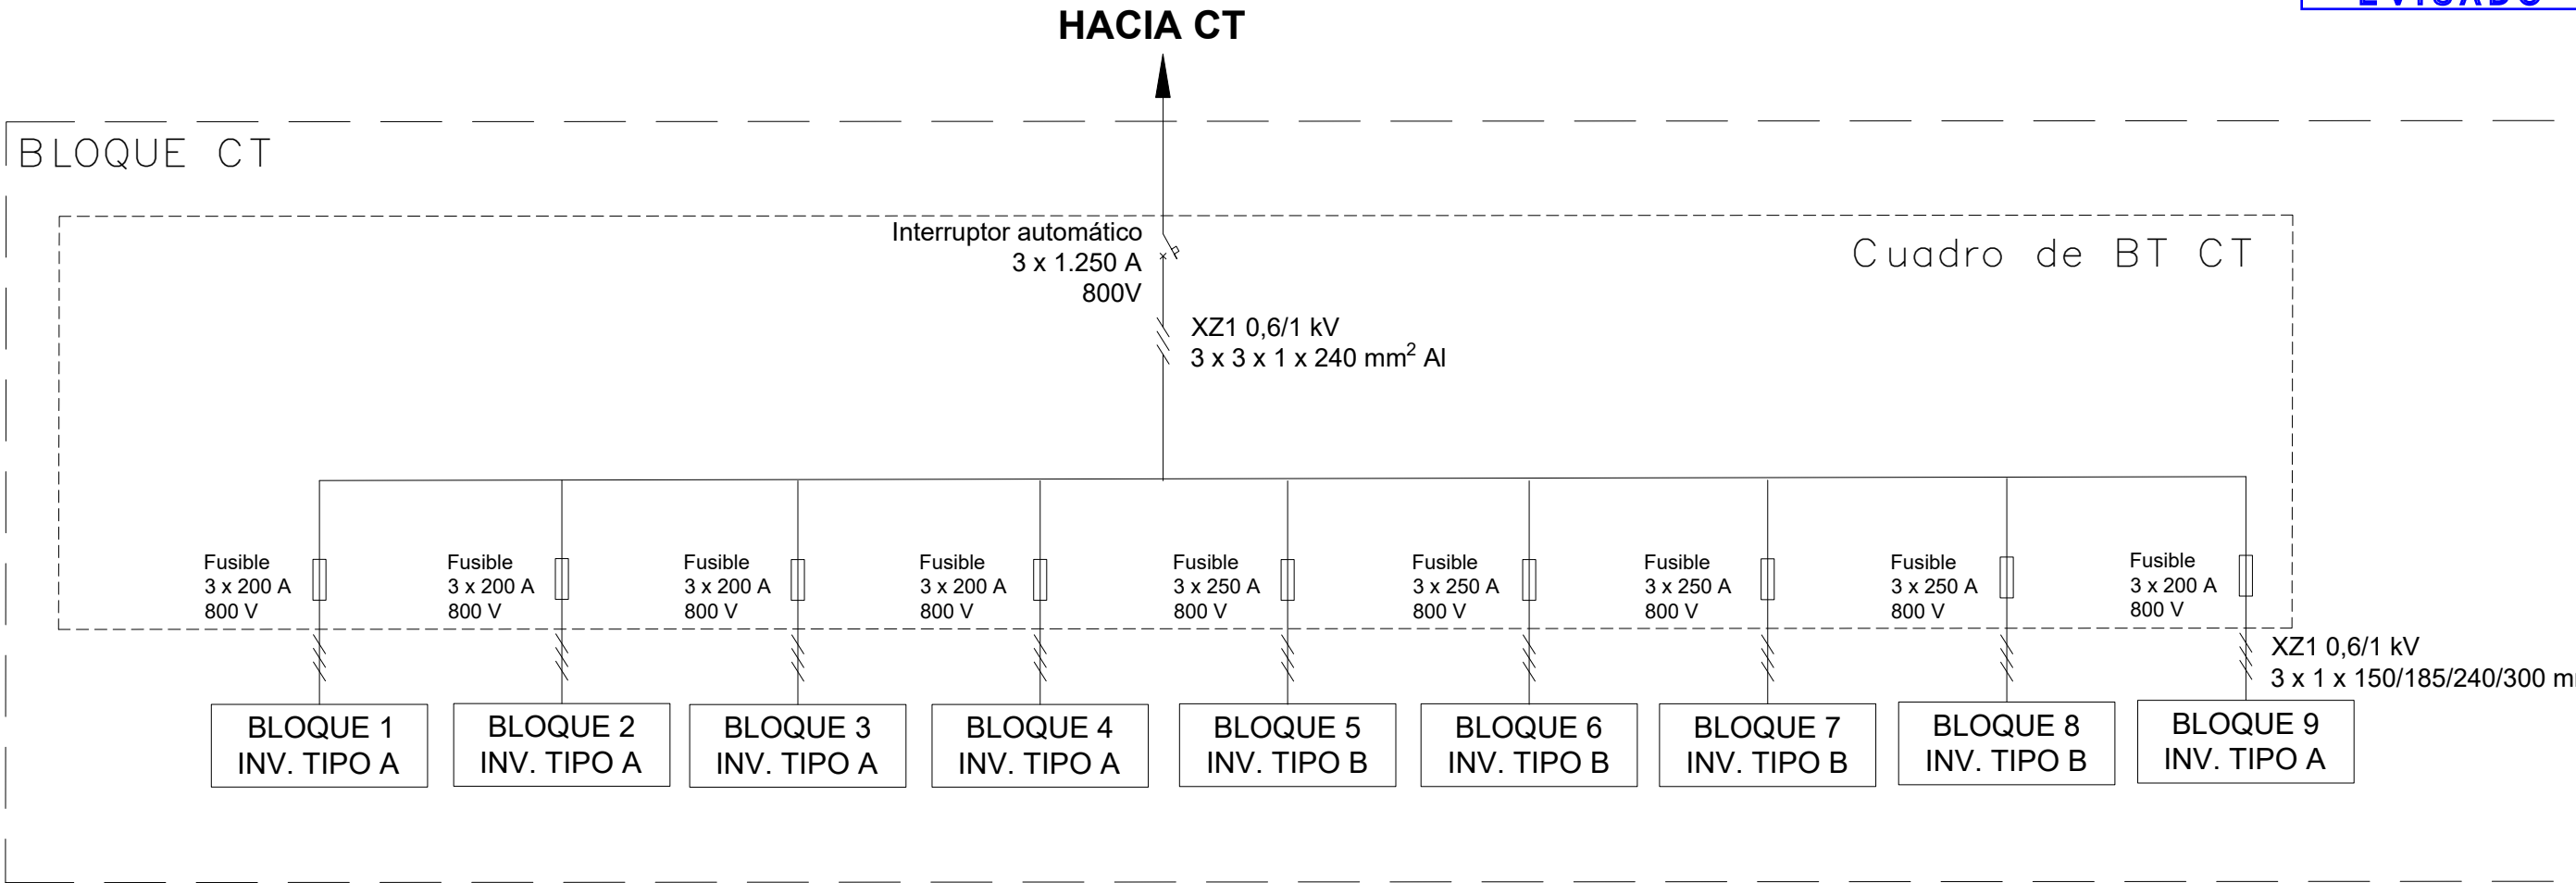 HACIA CT
BLOQUE CT
Interruptor automático
3 x 1.250 A
800V
Cuadro de BT CT
XZ1 0,6/1 kV
3 x 3 x 1 x 240 mm² Al
Fusible
3 x 200 A
800 V
Fusible
3 x 200 A
800 V
Fusible
3 x 200 A
800 V
Fusible
3 x 200 A
800 V
Fusible
3 x 250 A
800 V
Fusible
3 x 250 A
800 V
Fusible
3 x 250 A
800 V
Fusible
3 x 250 A
800 V
Fusible
3 x 200 A
800 V
XZ1 0,6/1 kV
3 x 1 x 150/185/240/300
BLOQUE 1
INV. TIPO A
BLOQUE 2
INV. TIPO A
BLOQUE 3
INV. TIPO A
BLOQUE 4
INV. TIPO A
BLOQUE 5
INV. TIPO B
BLOQUE 6
INV. TIPO B
BLOQUE 7
INV. TIPO B
BLOQUE 8
INV. TIPO B
BLOQUE 9
INV. TIPO A